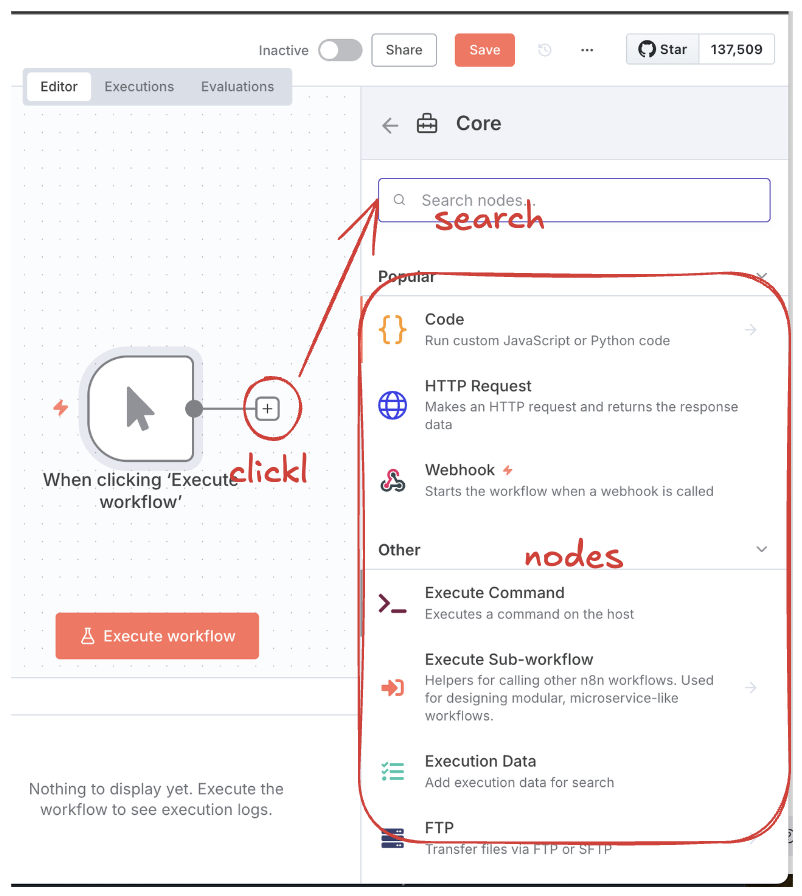 Inactive
Share
Save
...
Star
137,509
Editor
Executions
Evaluations
Core
Search nodes...
search
Popular
Code
Run custom JavaScript or Python code
HTTP Request
Makes an HTTP request and returns the response
data
Webhook
Starts the workflow when a webhook is called
clickl
When clicking ‘Execute
workflow’
Other
nodes
Execute Command
Executes a command on the host
Execute workflow
Execute Sub-workflow
Helpers for calling other n8n workflows. Used
for designing modular, microservice-like
workflows.
Execution Data
Add execution data for search
Nothing to display yet. Execute the
workflow to see execution logs.
FTP
Transfer files via FTP or SFTP